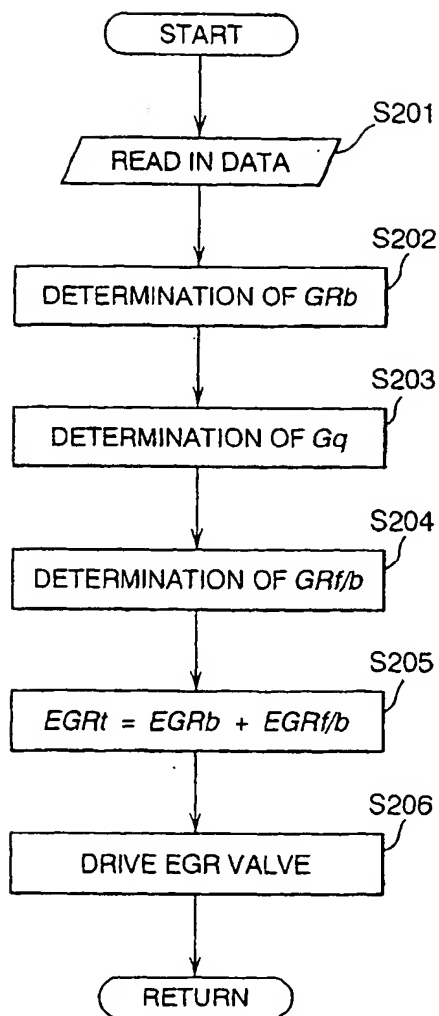 START
S201
READ IN DATA
S202
DETERMINATION OF GRb
S203
DETERMINATION OF Gq
S204
DETERMINATION OF GRf/b
S205
EGRt = EGRb + EGRf/b
S206
DRIVE EGR VALVE
RETURN